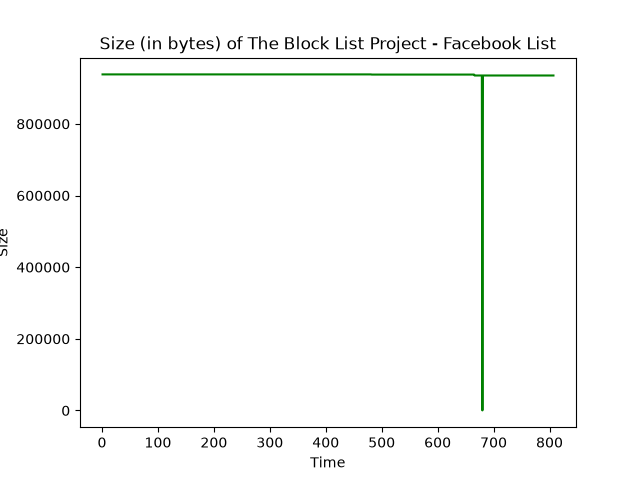 Size (in bytes) of The Block List Project - Facebook List
800000
600000
400000
200000
0
Size
0 100 200 300 400 500 600 700 800
Time